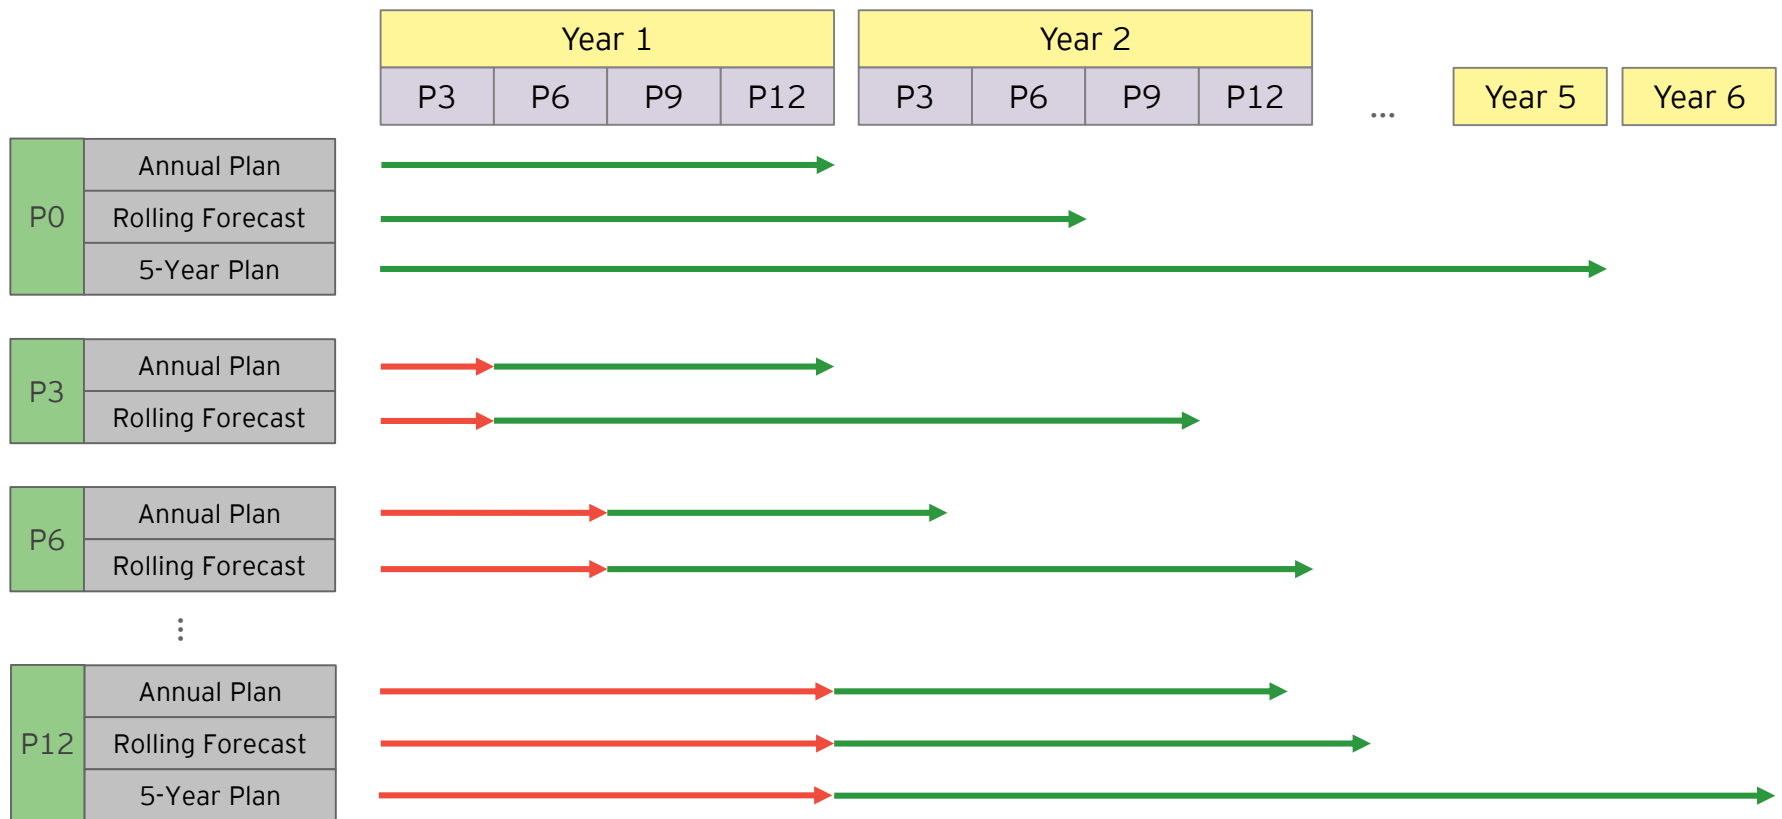 Year 1 Year 2
P3 P6 P9 P12 P3 P6 P9 P12 ... Year 5 Year 6
Annual Plan
P0 Rolling Forecast
5-Year Plan
Annual Plan
P3
Rolling Forecast
Annual Plan
P6
Rolling Forecast
...
Annual Plan
P12 Rolling Forecast
5-Year Plan